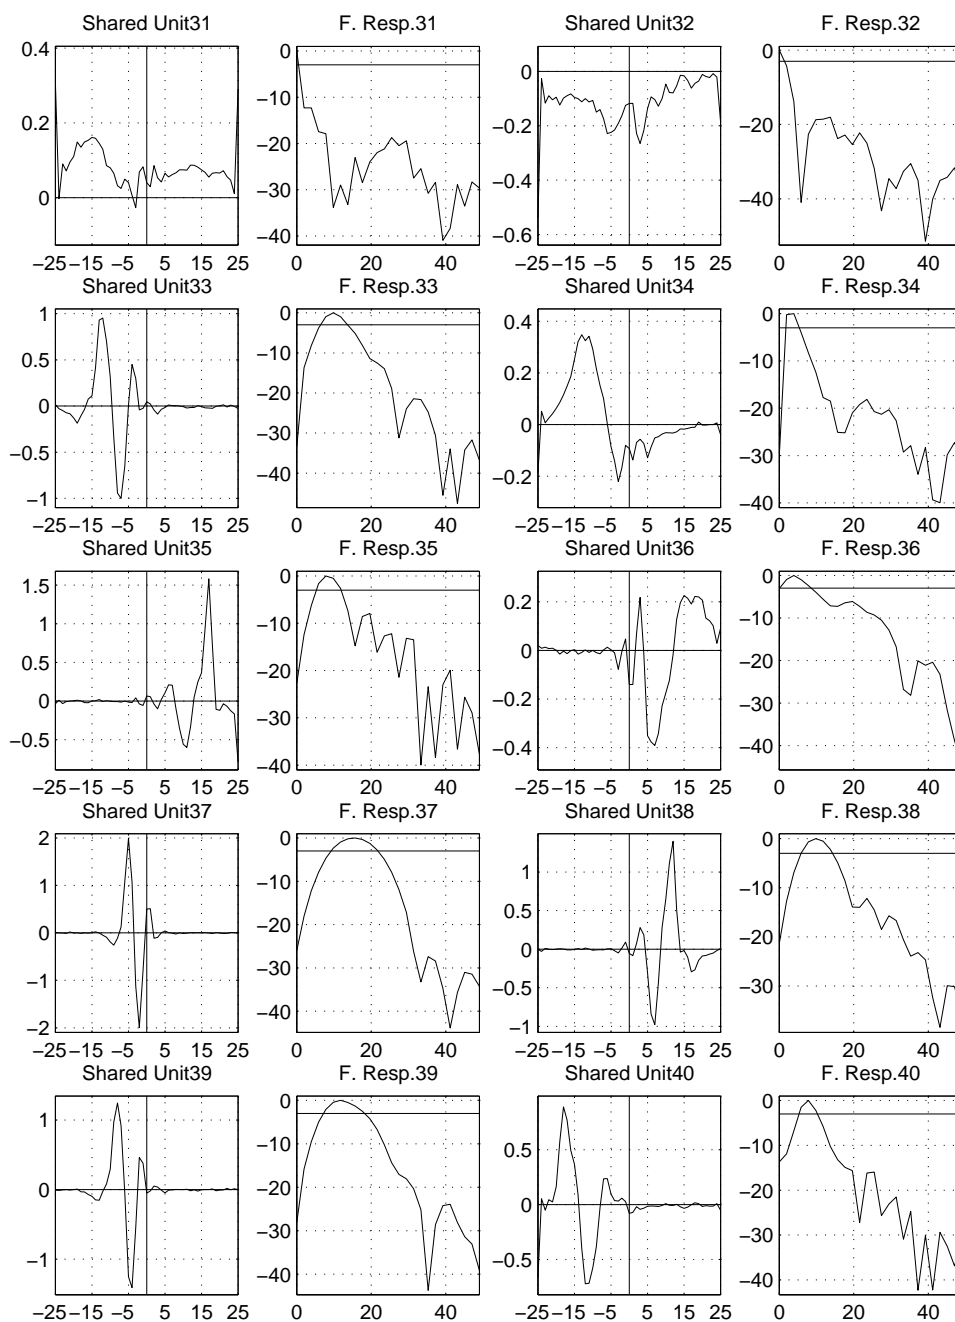 Shared Unit31
F. Resp.31
Shared Unit32
F. Resp.32
0.4
0.2
0
−25−15 −5 5 15 25
0
−10
−20
−30
−40
0 20 40
0
−0.2
−0.4
−0.6
−25−15 −5 5 15 25
0
−20
−40
0 20 40
Shared Unit33
F. Resp.33
Shared Unit34
F. Resp.34
1
0.5
0
−0.5
−1
−25−15 −5 5 15 25
0
−10
−20
−30
−40
0 20 40
0.4
0.2
0
−0.2
−25−15 −5 5 15 25
0
−10
−20
−30
−40
0 20 40
Shared Unit35
F. Resp.35
Shared Unit36
F. Resp.36
1.5
1
0.5
0
−0.5
−25−15 −5 5 15 25
0
−10
−20
−30
−40
0 20 40
0.2
0
−0.2
−0.4
−25−15 −5 5 15 25
0
−10
−20
−30
−40
0 20 40
Shared Unit37
F. Resp.37
Shared Unit38
F. Resp.38
2
1
0
−1
−2
−25−15 −5 5 15 25
0
−10
−20
−30
−40
0 20 40
1
0.5
0
−0.5
−1
−25−15 −5 5 15 25
0
−10
−20
−30
0 20 40
Shared Unit39
F. Resp.39
Shared Unit40
F. Resp.40
1
0
−1
−25−15 −5 5 15 25
0
−10
−20
−30
−40
0 20 40
0.5
0
−0.5
−25−15 −5 5 15 25
0
−10
−20
−30
−40
0 20 40